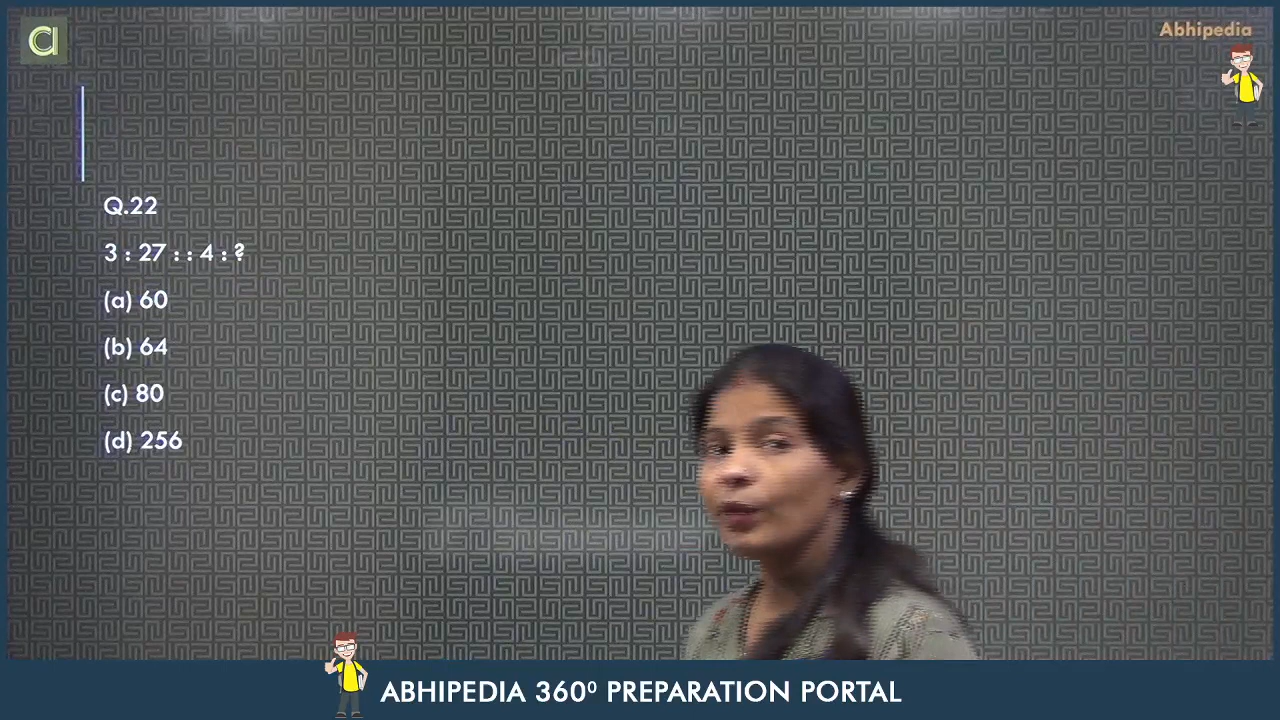 a
Abhipedia
Q.22
3 : 27 : : 4 : ?
(a) 60
(b) 64
(c) 80
(d) 256
ABHIPEDIA 360⁰ PREPARATION PORTAL